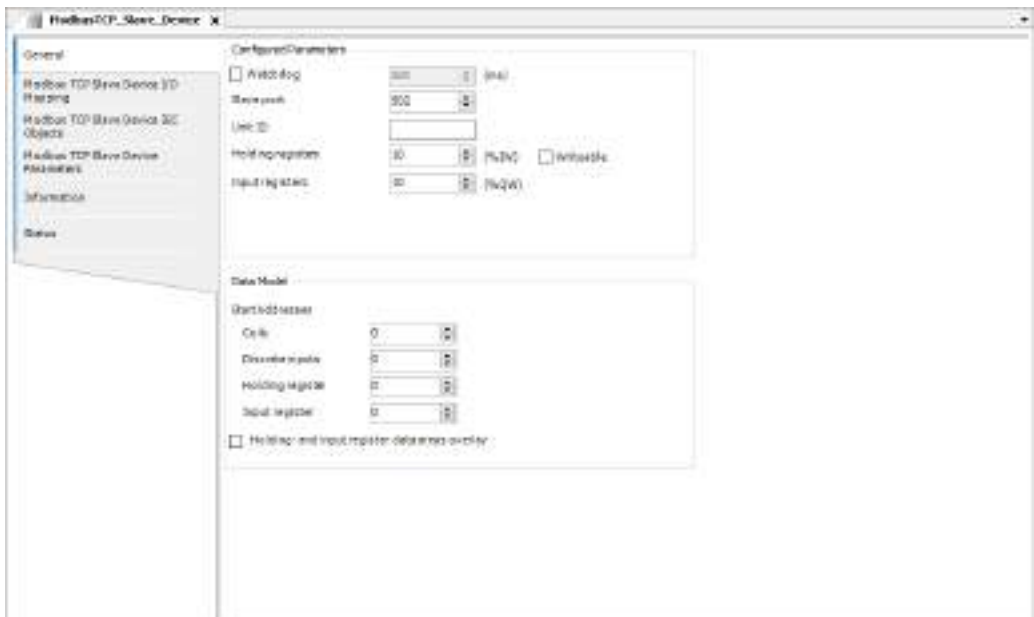 ModbusTCP_Slave_Device
General
Modbus TCP Slave Device I/O
Mapping
Modbus TCP Slave Device IEC
Objects
Modbus TCP Slave Device
Parameters
Information
Status
Configured Parameters
Watchdog (ms)
Slave port 502
Unit ID
Holding registers 10 (%IW) Writeable
Input registers 10 (%QW)
Data Model
Start Addresses
Coils 0
Discrete inputs 0
Holding register 0
Input register 0
Holding- and input register data areas overlay